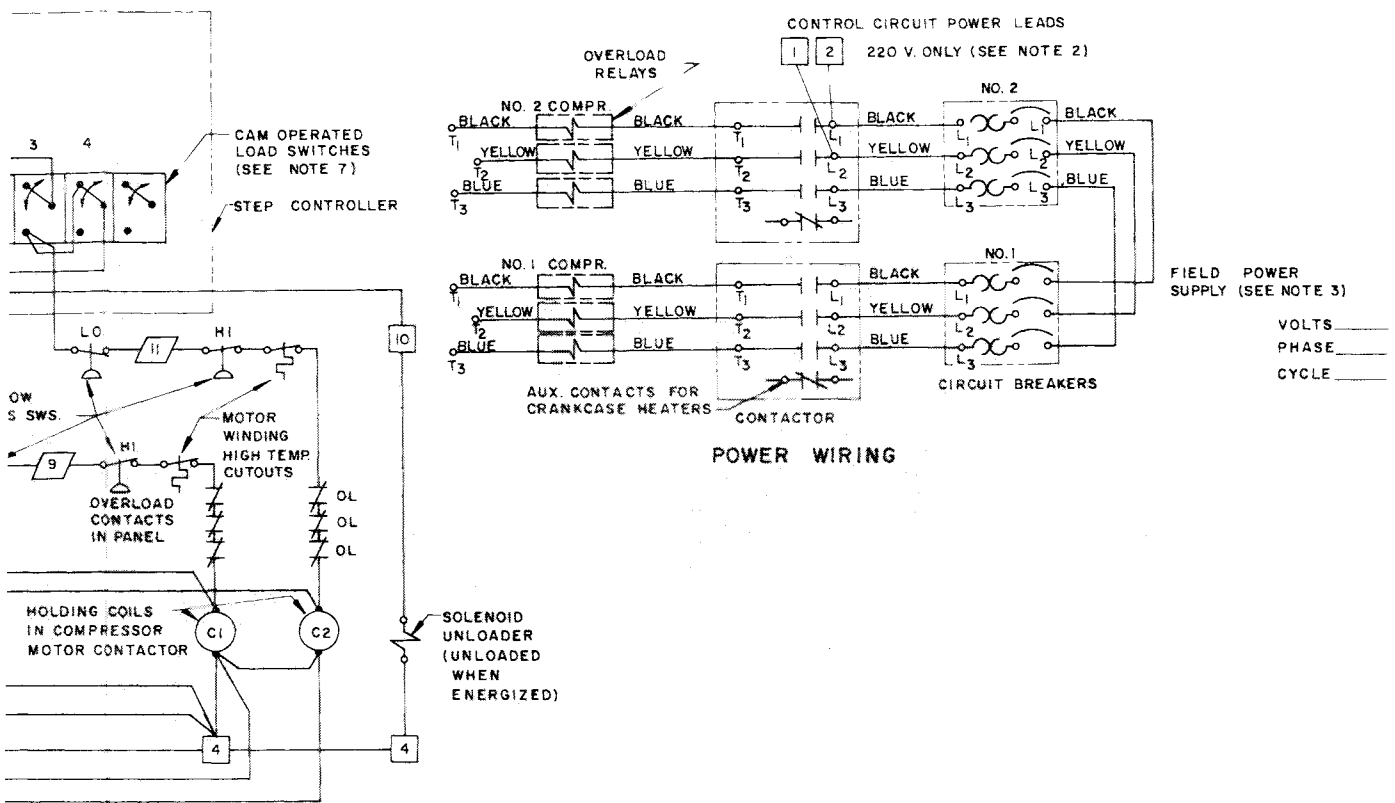 CONTROL CIRCUIT POWER LEADS
1 2 220 V. ONLY (SEE NOTE 2)
OVERLOAD
RELAYS
NO. 2 COMPR.
NO. 2
T1 BLACK BLACK T1 L1 BLACK L1 L1 BLACK
T2 YELLOW YELLOW T2 L2 YELLOW L2 L2 YELLOW
T3 BLUE BLUE T3 L3 BLUE L3 L3 BLUE
NO. 1 COMPR.
NO. 1
T1 BLACK BLACK T1 L1 BLACK L1
T2 YELLOW YELLOW T2 L2 YELLOW L2
T3 BLUE BLUE T3 L3 BLUE L3
CIRCUIT BREAKERS
AUX. CONTACTS FOR
CRANKCASE HEATERS
CONTACTOR
POWER WIRING
FIELD POWER
SUPPLY (SEE NOTE 3)
VOLTS
PHASE
CYCLE
3 4
CAM OPERATED
LOAD SWITCHES
(SEE NOTE 7)
STEP CONTROLLER
LO
11
HI
10
OW
S SWS.
MOTOR
WINDING
HIGH TEMP.
CUTOUTS
9
HI
OVERLOAD
CONTACTS
IN PANEL
OL
OL
OL
HOLDING COILS
IN COMPRESSOR
MOTOR CONTACTOR
C1
C2
SOLENOID
UNLOADER
(UNLOADED
WHEN
ENERGIZED)
4
4